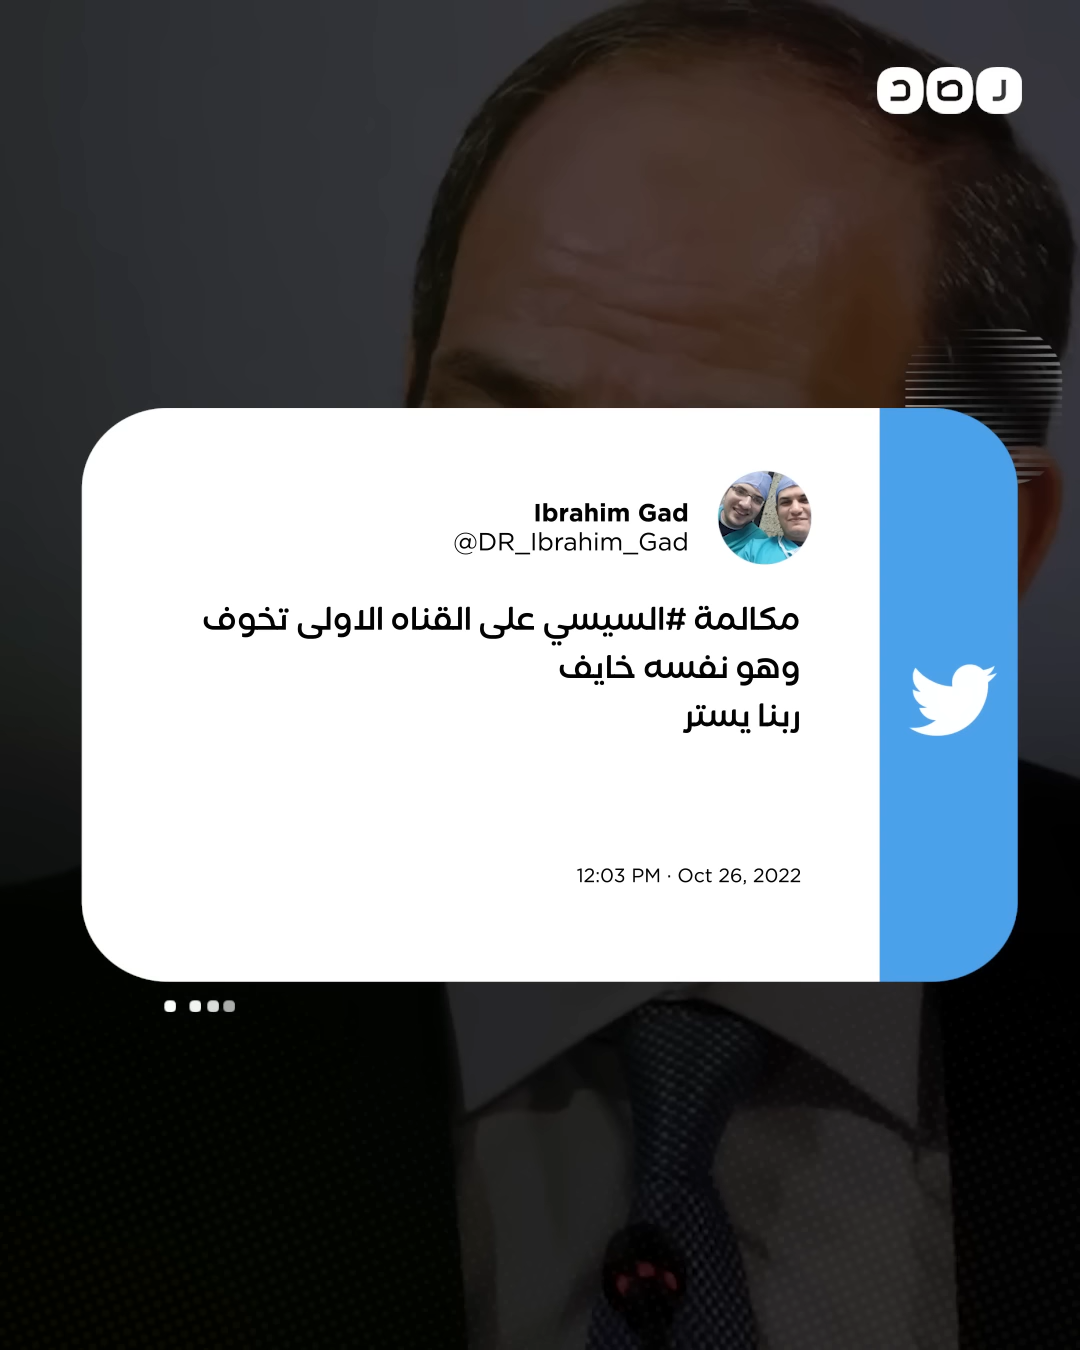 رصد
Ibrahim Gad
@DR_Ibrahim_Gad
مكالمة #السيسي على القناه الاولى تخوف
وهو نفسه خايف
ربنا يستر
12:03 PM · Oct 26, 2022